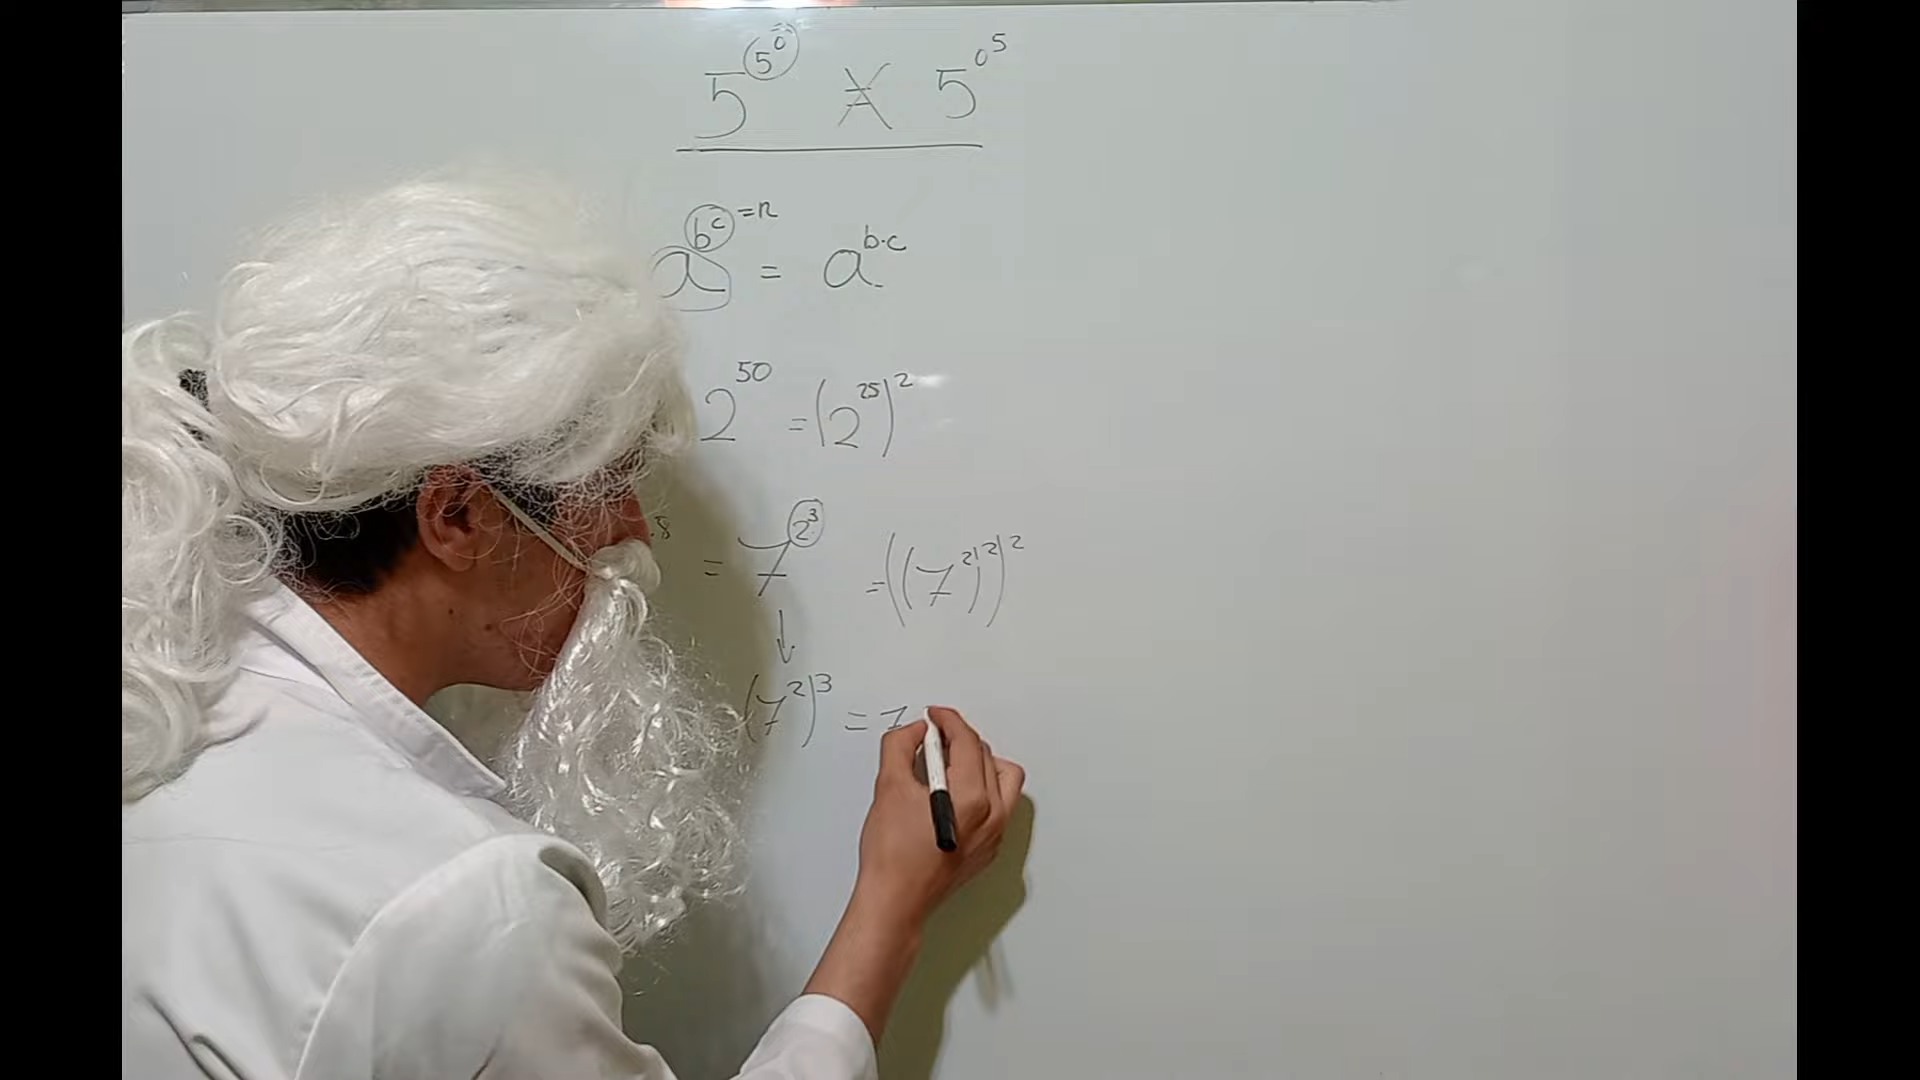 5^{5^0} ≠ 5^{0^5}
a^{b^c = n} = a^{b·c}
2^{50} = (2^{25})^2
= 7^{2^3} = ((7^2)^2)^2
(7^2)^3 = 7